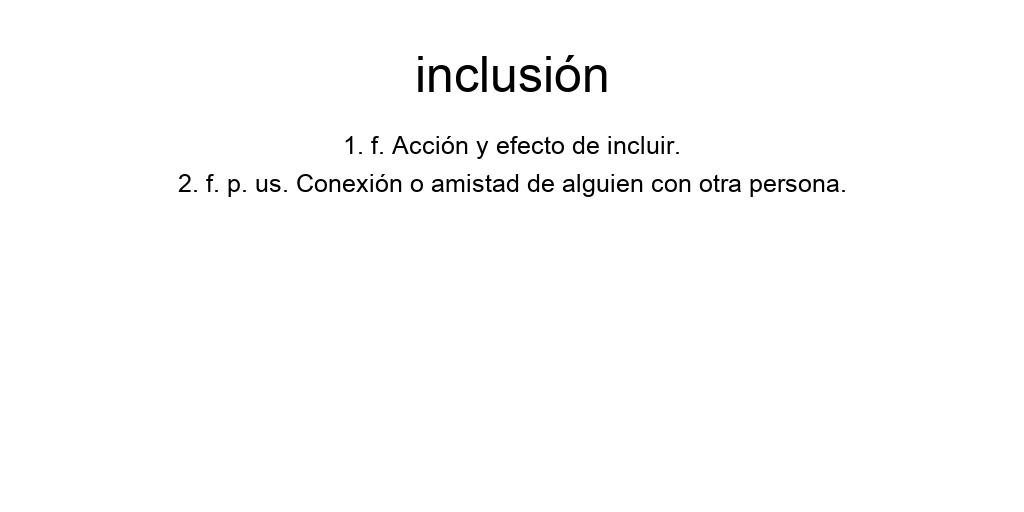 inclusión
1. f. Acción y efecto de incluir.
2. f. p. us. Conexión o amistad de alguien con otra persona.